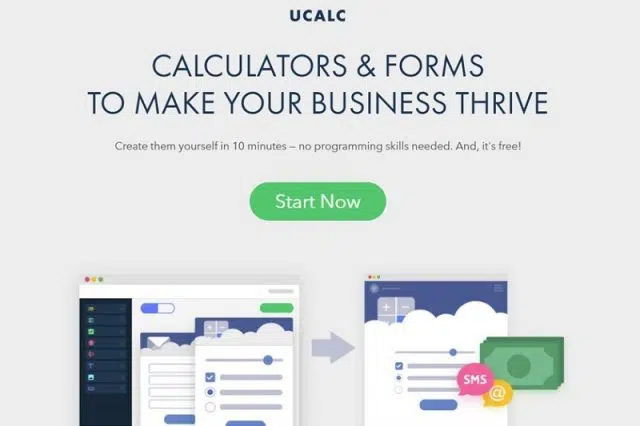 UCALC
CALCULATORS & FORMS
TO MAKE YOUR BUSINESS THRIVE
Create them yourself in 10 minutes – no programming skills needed. And, it's free!
Start Now
SMS
@